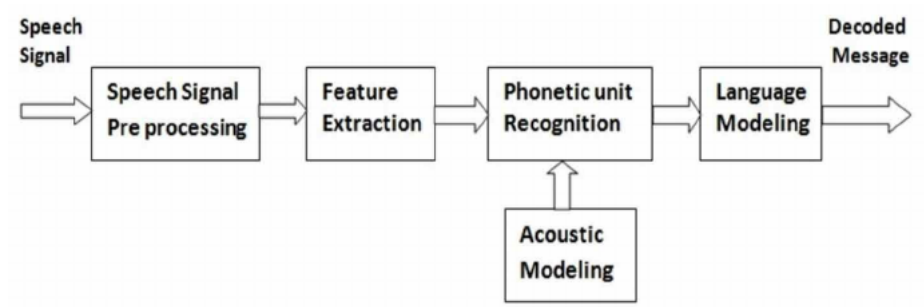 Speech
Signal
Decoded
Message
Speech Signal
Pre processing
Feature
Extraction
Phonetic unit
Recognition
Language
Modeling
Acoustic
Modeling